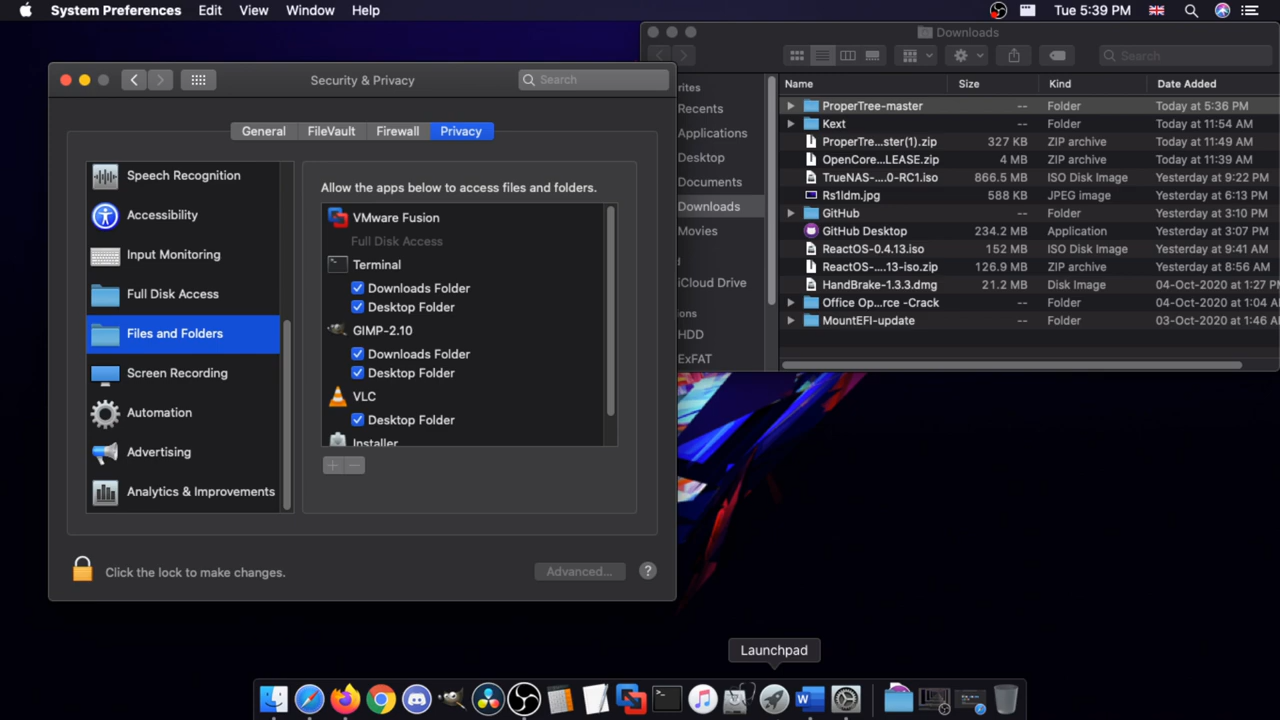 System Preferences Edit View Window Help
Tue 5:39 PM
Security & Privacy
Search
General FileVault Firewall Privacy
Speech Recognition
Accessibility
Input Monitoring
Full Disk Access
Files and Folders
Screen Recording
Automation
Advertising
Analytics & Improvements
Allow the apps below to access files and folders.
VMware Fusion
Full Disk Access
Terminal
Downloads Folder
Desktop Folder
GIMP-2.10
Downloads Folder
Desktop Folder
VLC
Desktop Folder
Installer
Click the lock to make changes.
Advanced...
?
Downloads
Search
rites
Recents
Applications
Desktop
Documents
Downloads
Movies
iCloud Drive
ons
HDD
ExFAT
Name Size Kind Date Added
ProperTree-master -- Folder Today at 5:36 PM
Kext -- Folder Today at 11:54 AM
ProperTre...ster(1).zip 327 KB ZIP archive Today at 11:49 AM
OpenCore...LEASE.zip 4 MB ZIP archive Today at 11:39 AM
TrueNAS-...0-RC1.iso 866.5 MB ISO Disk Image Yesterday at 9:22 PM
Rs1ldm.jpg 588 KB JPEG image Yesterday at 6:13 PM
GitHub -- Folder Yesterday at 3:10 PM
GitHub Desktop 234.2 MB Application Yesterday at 3:07 PM
ReactOS-0.4.13.iso 152 MB ISO Disk Image Yesterday at 9:41 AM
ReactOS-....13-iso.zip 126.9 MB ZIP archive Yesterday at 8:56 AM
HandBrake-1.3.3.dmg 21.2 MB Disk Image 04-Oct-2020 at 1:27 P
Office Op...rce -Crack -- Folder 04-Oct-2020 at 1:04 A
MountEFI-update -- Folder 03-Oct-2020 at 1:46 A
Launchpad